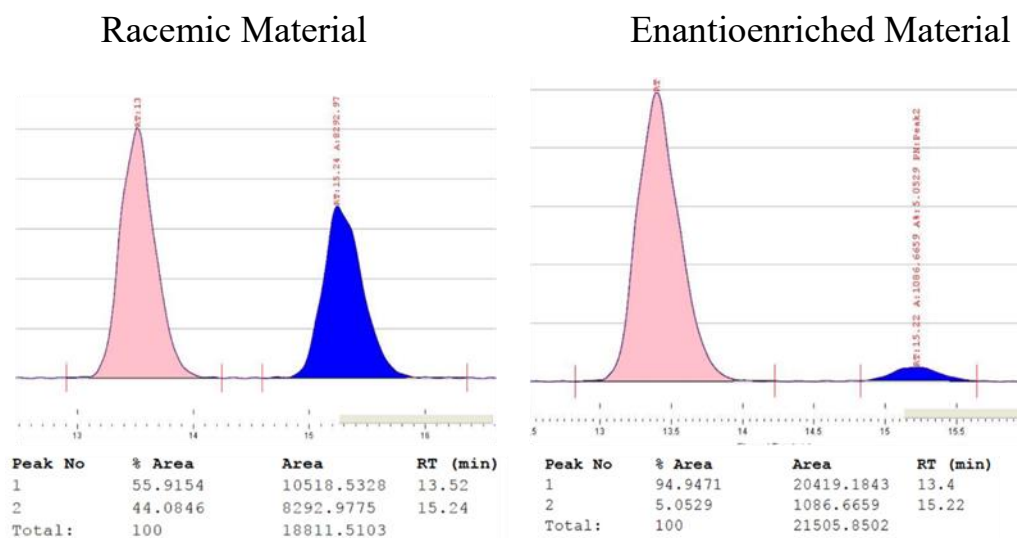 Racemic Material
Enantioenriched Material
RT:13
RT:15.24 A:8292.97
13
14
15
16
Peak No % Area Area RT (min)
1 55.9154 10518.5328 13.52
2 44.0846 8292.9775 15.24
Total: 100 18811.5103
RT
RT:15.22 A:1086.6659 A%:5.0529 PN:Peak2
.5
13
13.5
14
14.5
15
15.5
Peak No % Area Area RT (min)
1 94.9471 20419.1843 13.4
2 5.0529 1086.6659 15.22
Total: 100 21505.8502